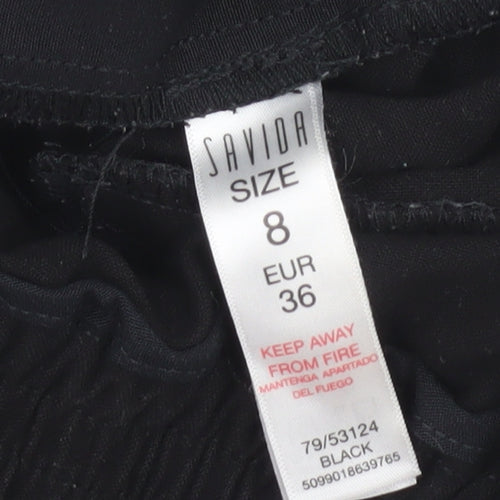 SAVIDA
SIZE
8
EUR
36
KEEP AWAY
FROM FIRE
MANTENGA APARTADO
DEL FUEGO
79/53124
BLACK
5099018639765